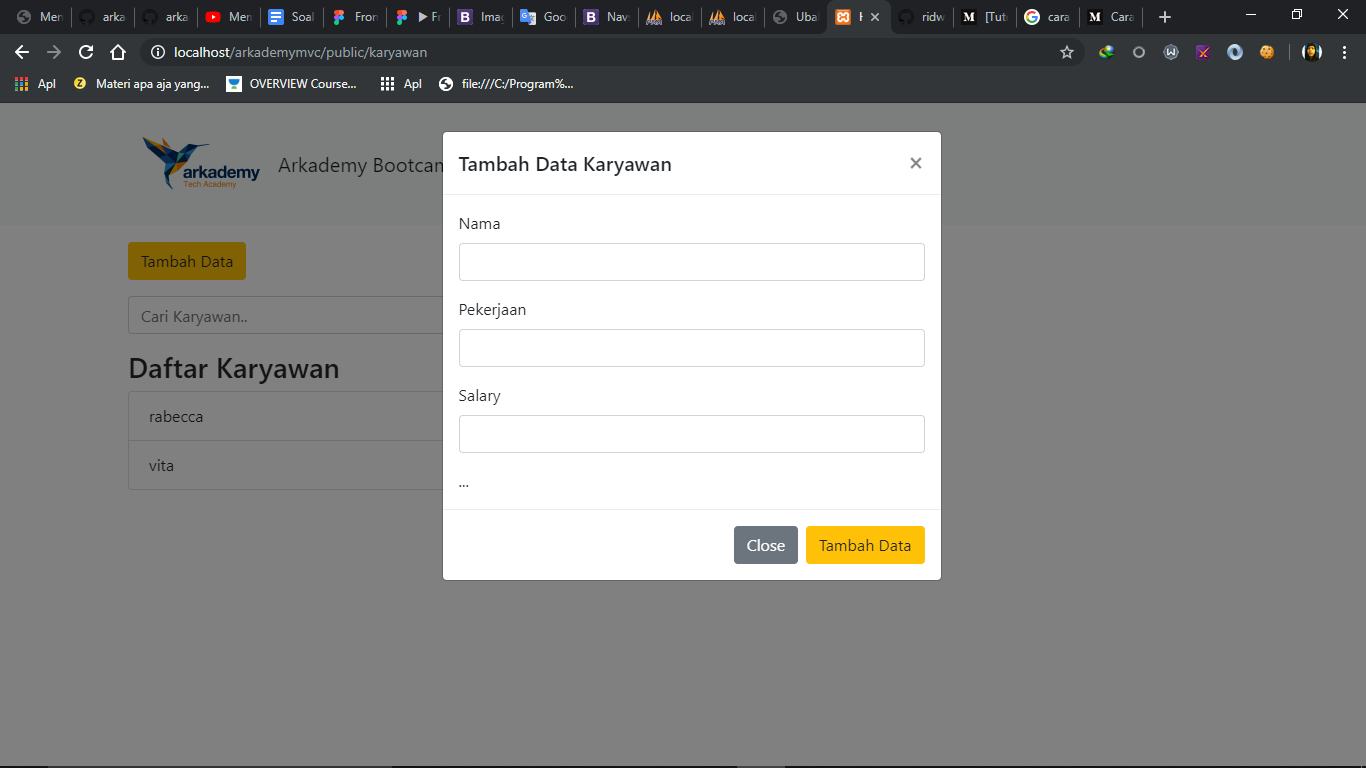 Men
arka
arka
Men
Soal
Fron
Fr
Imag
Goo
Nav
local
local
Ubah
ridw
[Tut
cara
Cara
localhost/arkademymvc/public/karyawan
Apl
Materi apa aja yang...
OVERVIEW Course...
Apl
file:///C:/Program%...
arkademy
Tech Academy
Arkademy Bootcam
Tambah Data
Cari Karyawan..
Daftar Karyawan
rabecca
vita
Tambah Data Karyawan
×
Nama
Pekerjaan
Salary
...
Close
Tambah Data